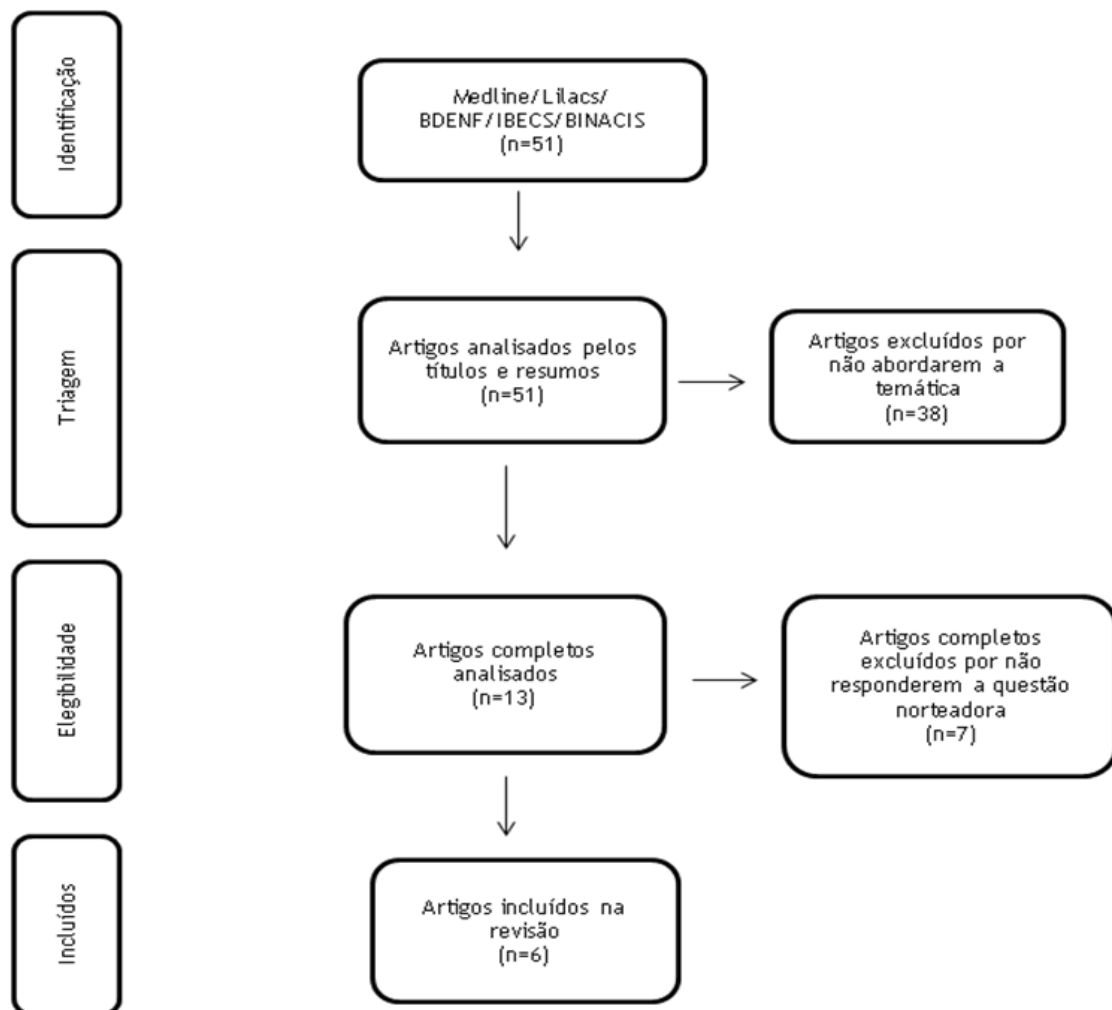 Identificação
Medline/Lilacs/
BDENF/IBECS/BINACIS
(n=51)
Triagem
Artigos analisados pelos
títulos e resumos
(n=51)
Artigos excluídos por
não abordarem a
temática
(n=38)
Elegibilidade
Artigos completos
analisados
(n=13)
Artigos completos
excluídos por não
responderem a questão
norteadora
(n=7)
Incluídos
Artigos incluídos na
revisão
(n=6)